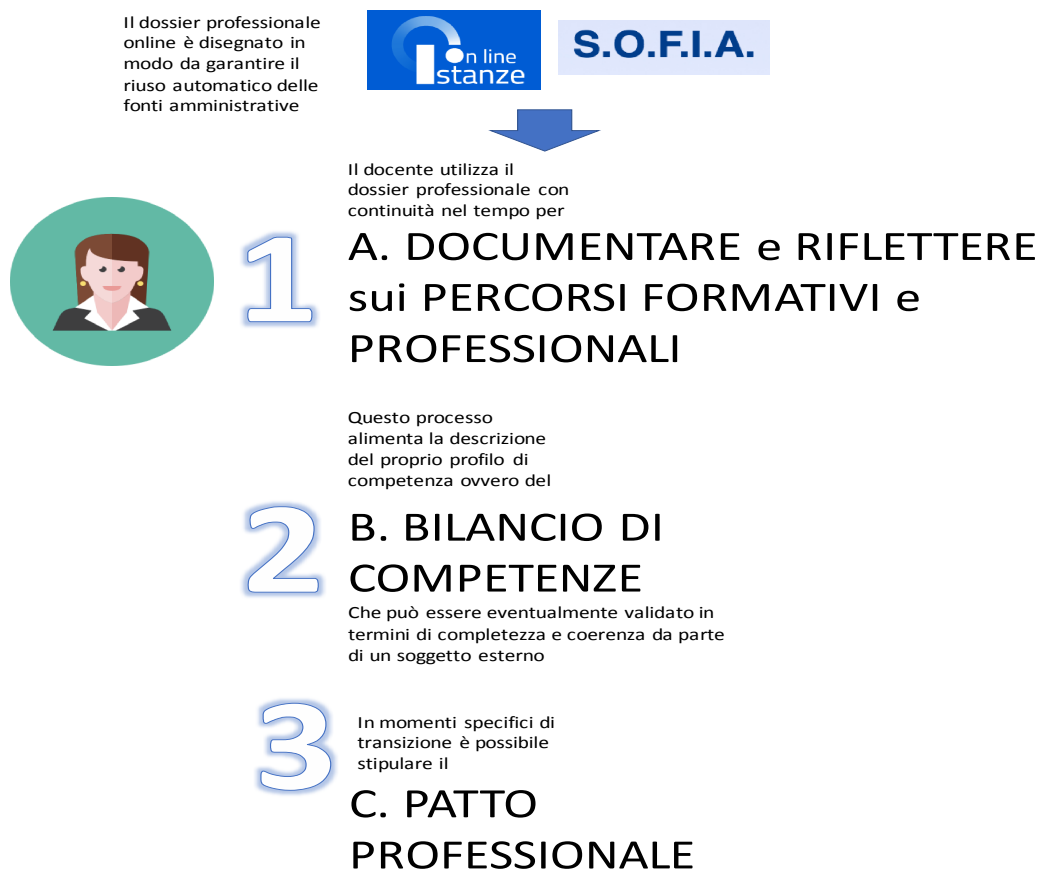 Il dossier professionale
online è disegnato in
modo da garantire il
riuso automatico delle
fonti amministrative
On line
Istanze
S.O.F.I.A.
Il docente utilizza il
dossier professionale con
continuità nel tempo per
1
A. DOCUMENTARE e RIFLETTERE
sui PERCORSI FORMATIVI e
PROFESSIONALI
Questo processo
alimenta la descrizione
del proprio profilo di
competenza ovvero del
2
B. BILANCIO DI
COMPETENZE
Che può essere eventualmente validato in
termini di completezza e coerenza da parte
di un soggetto esterno
3
In momenti specifici di
transizione è possibile
stipulare il
C. PATTO
PROFESSIONALE